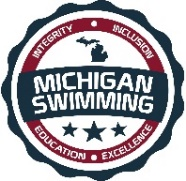 INTEGRITY • INCLUSION
MICHIGAN
SWIMMING
EDUCATION • EXCELLENCE